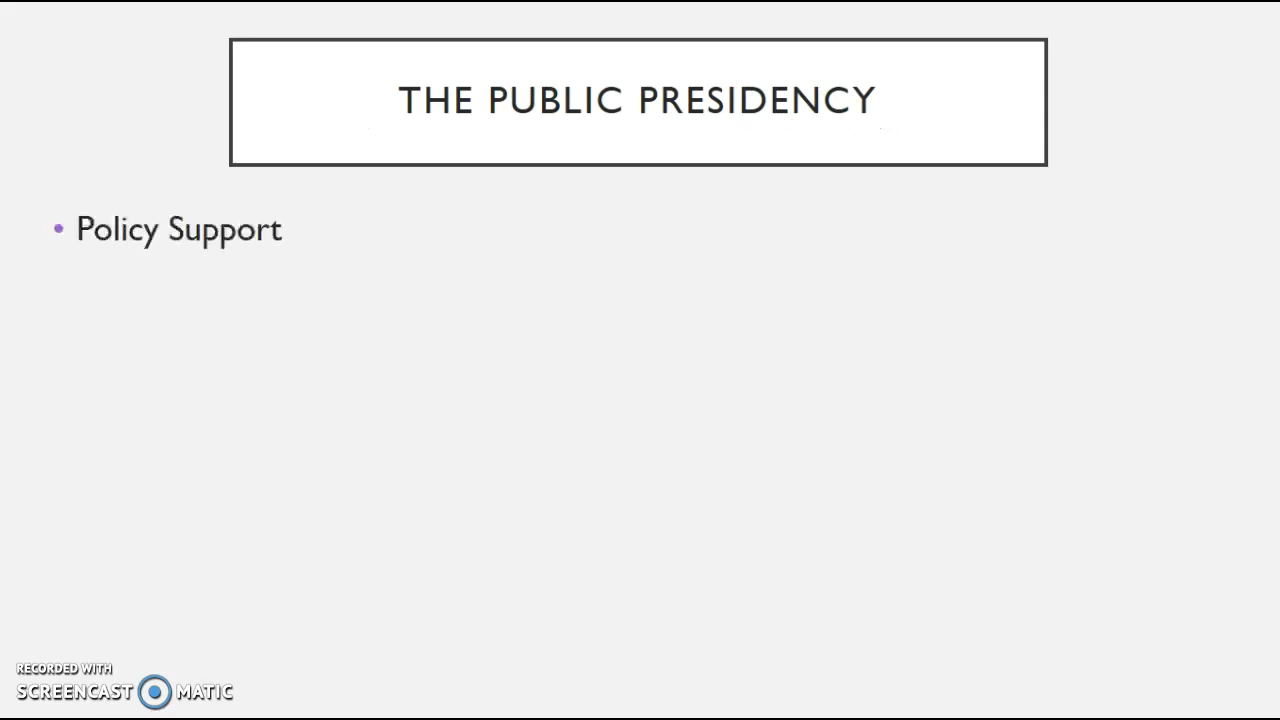 THE PUBLIC PRESIDENCY
• Policy Support
RECORDED WITH
SCREENCAST MATIC